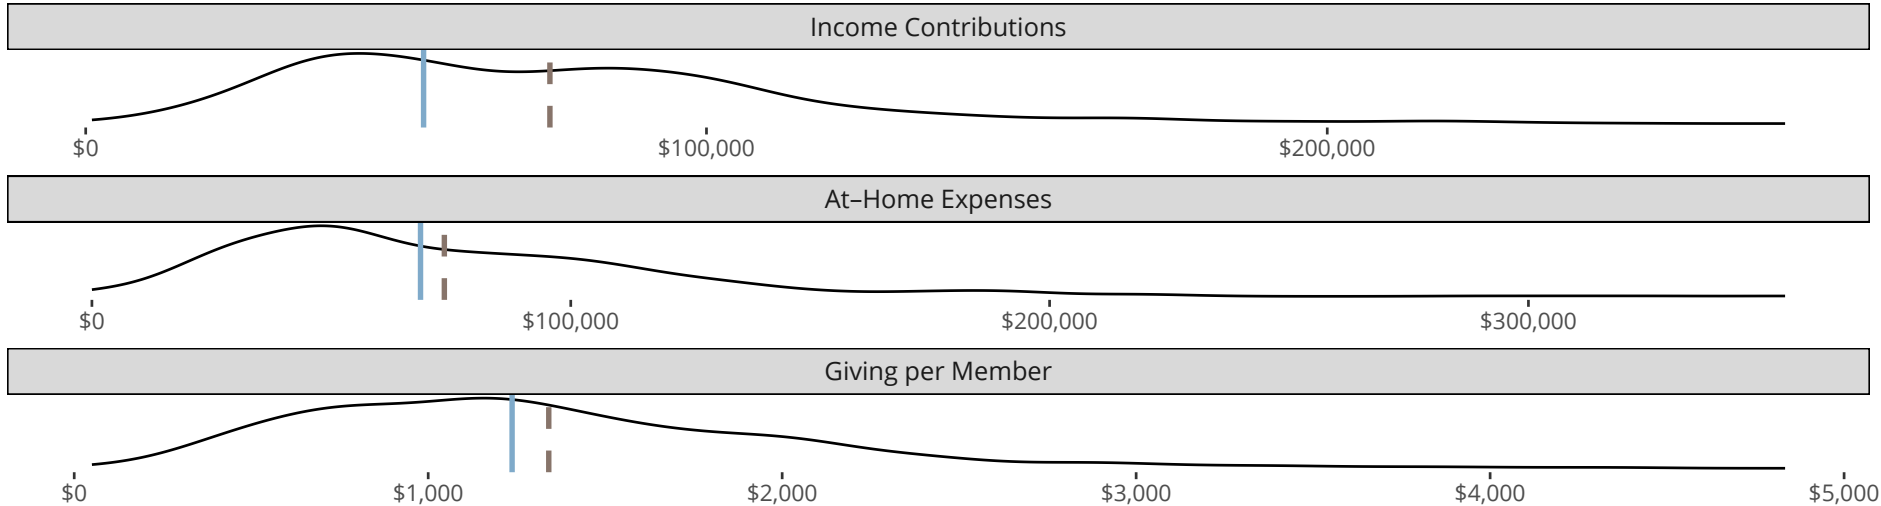 Income Contributions
$0 $100,000 $200,000
At–Home Expenses
$0 $100,000 $200,000 $300,000
Giving per Member
$0 $1,000 $2,000 $3,000 $4,000 $5,000